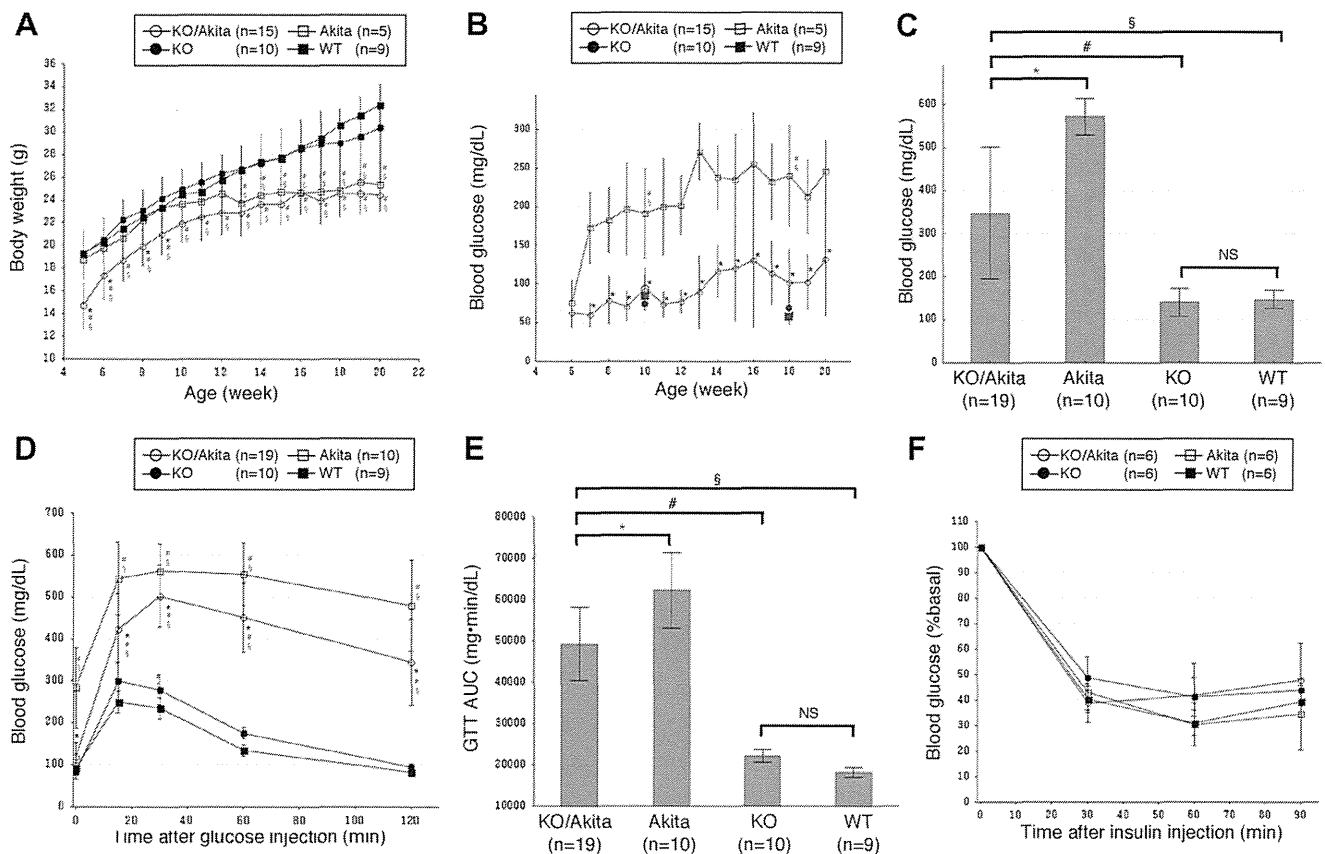 A
KO/Akita (n=15) Akita (n=5)
KO (n=10) WT (n=9)
Body weight (g)
36
34
32
30
28
26
24
22
20
18
16
14
12
10
4 6 8 10 12 14 16 18 20 22
Age (week)
B
KO/Akita (n=15) Akita (n=5)
KO (n=10) WT (n=9)
Blood glucose (mg/dL)
300
250
200
150
100
50
0
Age (week)
C
§
#
*
NS
Blood glucose (mg/dL)
600
500
400
300
200
100
0
KO/Akita Akita KO WT
(n=19) (n=10) (n=10) (n=9)
D
KO/Akita (n=19) Akita (n=10)
KO (n=10) WT (n=9)
Blood glucose (mg/dL)
700
600
500
400
300
200
100
0
0 20 40 60 80 100 120
Time after glucose injection (min)
E
§
#
*
NS
GTT AUC (mg•min/dL)
80000
70000
60000
50000
40000
30000
20000
10000
KO/Akita Akita KO WT
(n=19) (n=10) (n=10) (n=9)
F
KO/Akita (n=6) Akita (n=6)
KO (n=6) WT (n=6)
Blood glucose (%basal)
110
100
90
80
70
60
50
40
30
20
10
0
0 10 20 30 40 50 60 70 80 90
Time after insulin injection (min)